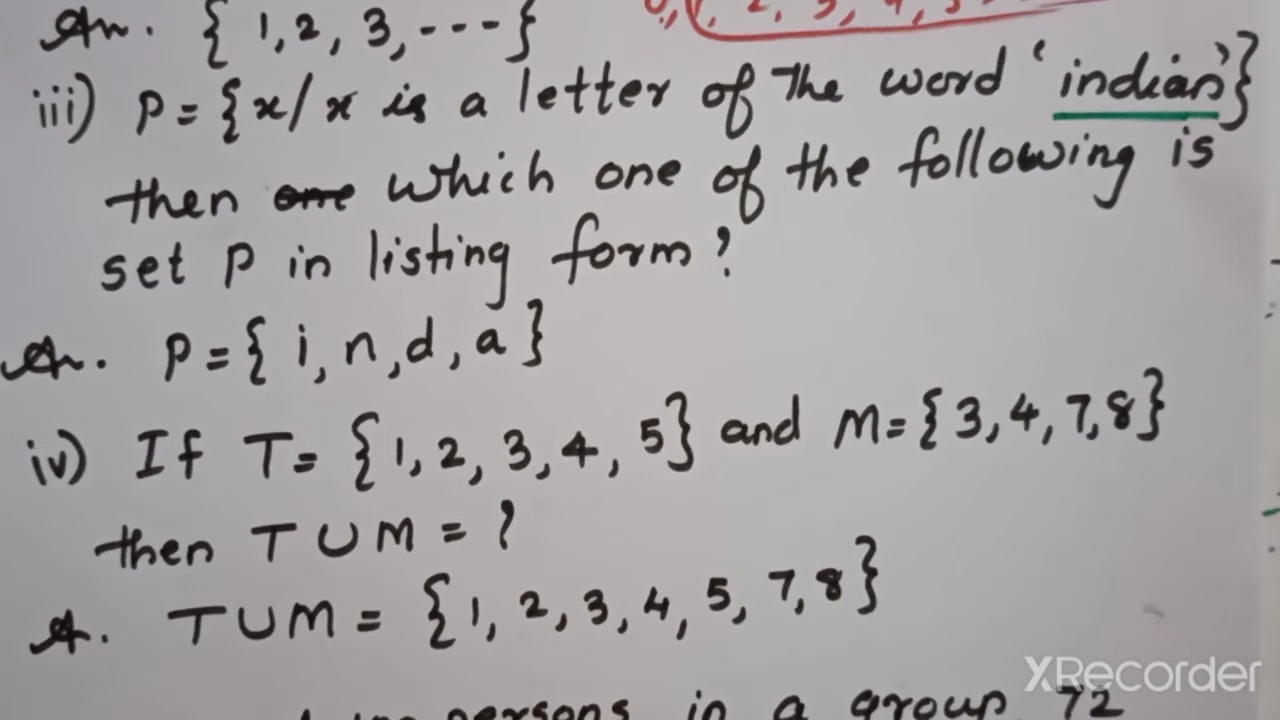 An. { 1, 2, 3, ---}
iii) P = {x/x is a letter of the word 'indian'}
then one which one of the following is
set P in listing form?
An. P = { i, n, d, a }
iv) If T = {1, 2, 3, 4, 5} and M = {3, 4, 7, 8}
then T U M = ?
A. T U M = {1, 2, 3, 4, 5, 7, 8}
persons in a group 72
XRecorder